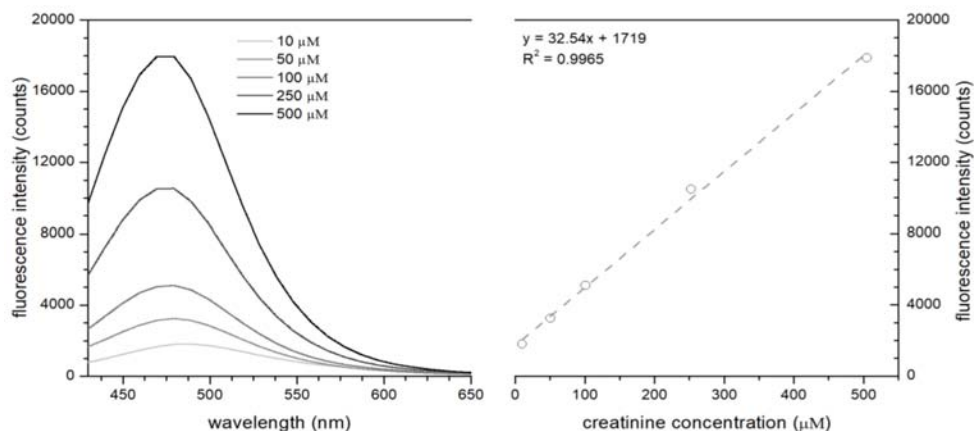 20000
16000
12000
8000
4000
0
fluorescence intensity (counts)
10 μM
50 μM
100 μM
250 μM
500 μM
450 500 550 600 650
wavelength (nm)
y = 32.54x + 1719
R² = 0.9965
0 100 200 300 400 500
creatinine concentration (μM)
20000
16000
12000
8000
4000
0
fluorescence intensity (counts)